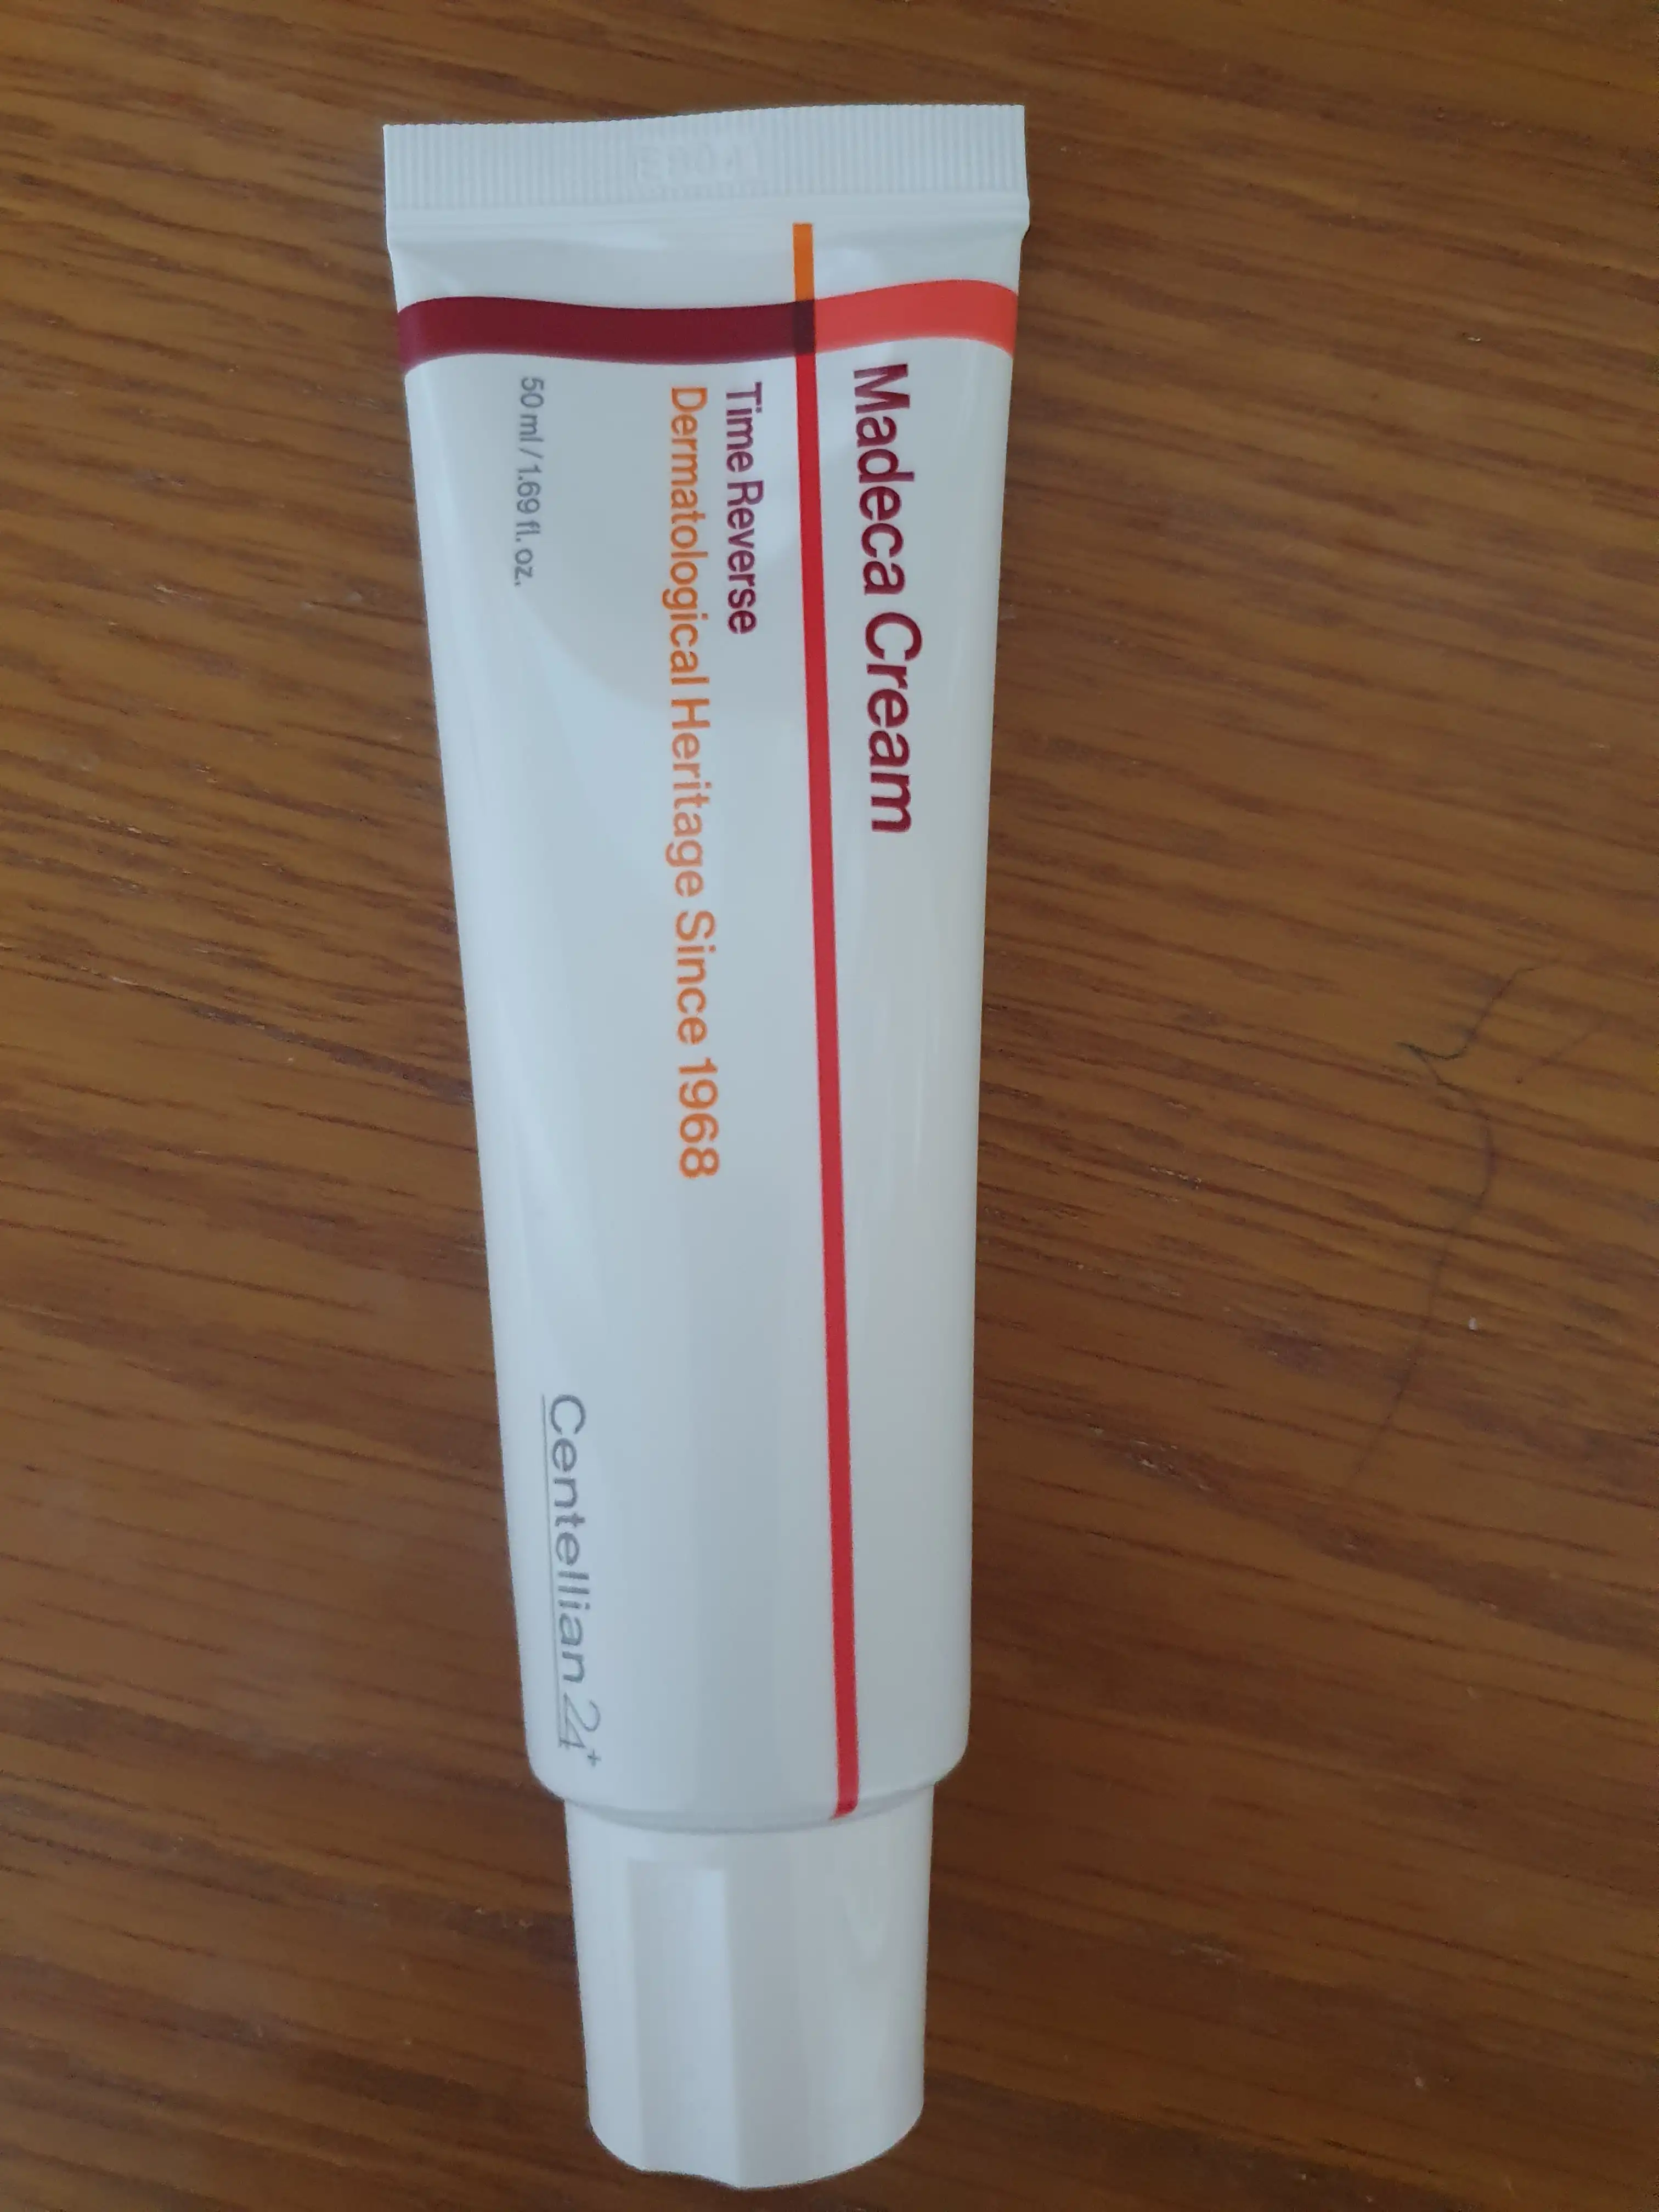 Madeca Cream
Time Reverse
Dermatological Heritage Since 1968
50 ml / 1.69 fl. oz.
Centellian 24+